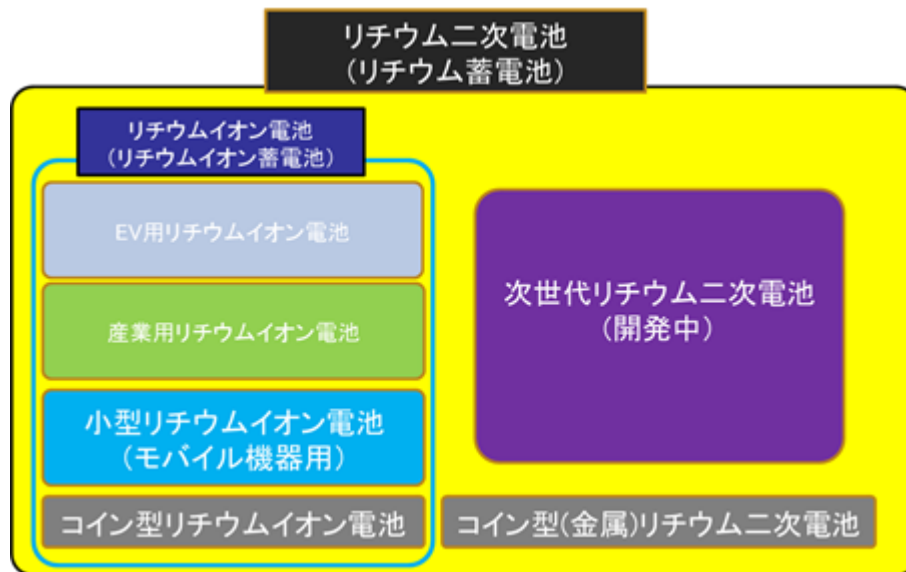 リチウム二次電池
(リチウム蓄電池)
リチウムイオン電池
(リチウムイオン蓄電池)
EV用リチウムイオン電池
産業用リチウムイオン電池
小型リチウムイオン電池
(モバイル機器用)
コイン型リチウムイオン電池
次世代リチウム二次電池
(開発中)
コイン型(金属)リチウム二次電池